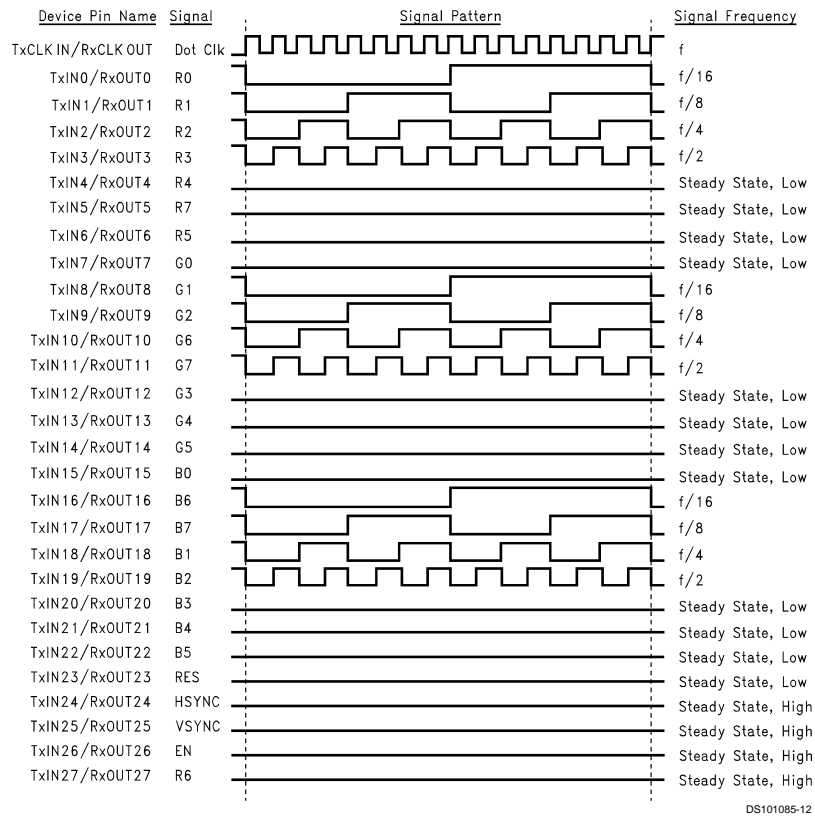 Device Pin Name Signal Signal Pattern Signal Frequency
TxCLK IN/RxCLK OUT Dot Clk f
TxIN0/RxOUT0 R0 f/16
TxIN1/RxOUT1 R1 f/8
TxIN2/RxOUT2 R2 f/4
TxIN3/RxOUT3 R3 f/2
TxIN4/RxOUT4 R4 Steady State, Low
TxIN5/RxOUT5 R7 Steady State, Low
TxIN6/RxOUT6 R5 Steady State, Low
TxIN7/RxOUT7 G0 Steady State, Low
TxIN8/RxOUT8 G1 f/16
TxIN9/RxOUT9 G2 f/8
TxIN10/RxOUT10 G6 f/4
TxIN11/RxOUT11 G7 f/2
TxIN12/RxOUT12 G3 Steady State, Low
TxIN13/RxOUT13 G4 Steady State, Low
TxIN14/RxOUT14 G5 Steady State, Low
TxIN15/RxOUT15 B0 Steady State, Low
TxIN16/RxOUT16 B6 f/16
TxIN17/RxOUT17 B7 f/8
TxIN18/RxOUT18 B1 f/4
TxIN19/RxOUT19 B2 f/2
TxIN20/RxOUT20 B3 Steady State, Low
TxIN21/RxOUT21 B4 Steady State, Low
TxIN22/RxOUT22 B5 Steady State, Low
TxIN23/RxOUT23 RES Steady State, Low
TxIN24/RxOUT24 HSYNC Steady State, High
TxIN25/RxOUT25 VSYNC Steady State, High
TxIN26/RxOUT26 EN Steady State, High
TxIN27/RxOUT27 R6 Steady State, High
DS101085-12